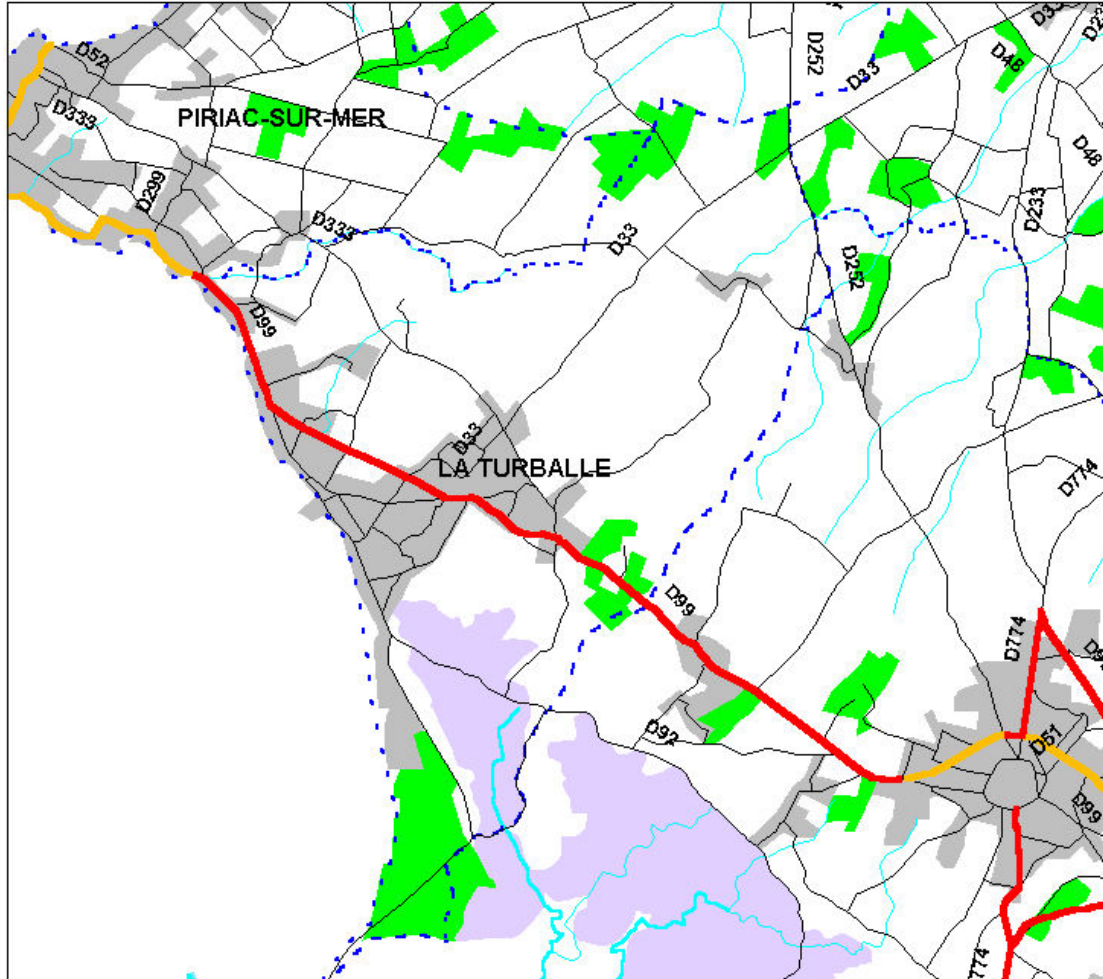 D52
D252
D33
D48
D333
PIRIAC-SUR-MER
D48
D299
D333
D33
D233
D252
D99
D33
LA TURBALLE
D774
D99
D774
D92
D51
D99